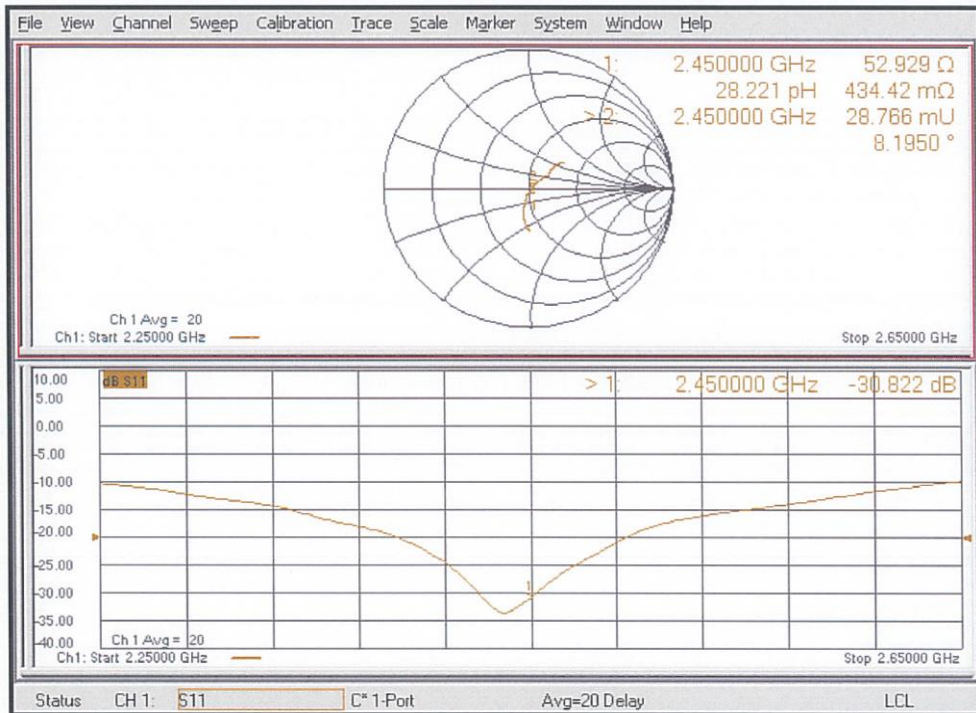 File View Channel Sweep Calibration Trace Scale Marker System Window Help
1: 2.450000 GHz 52.929 Ω
28.221 pH 434.42 mΩ
> 2: 2.450000 GHz 28.766 mU
8.1950 °
Ch 1 Avg = 20
Ch1: Start 2.25000 GHz
Stop 2.65000 GHz
10.00
dB S11
> 1: 2.450000 GHz -30.822 dB
5.00
0.00
-5.00
-10.00
-15.00
-20.00
-25.00
-30.00
1
-35.00
-40.00
Ch 1 Avg = 20
Ch1: Start 2.25000 GHz
Stop 2.65000 GHz
Status CH 1: S11 C* 1-Port Avg=20 Delay LCL